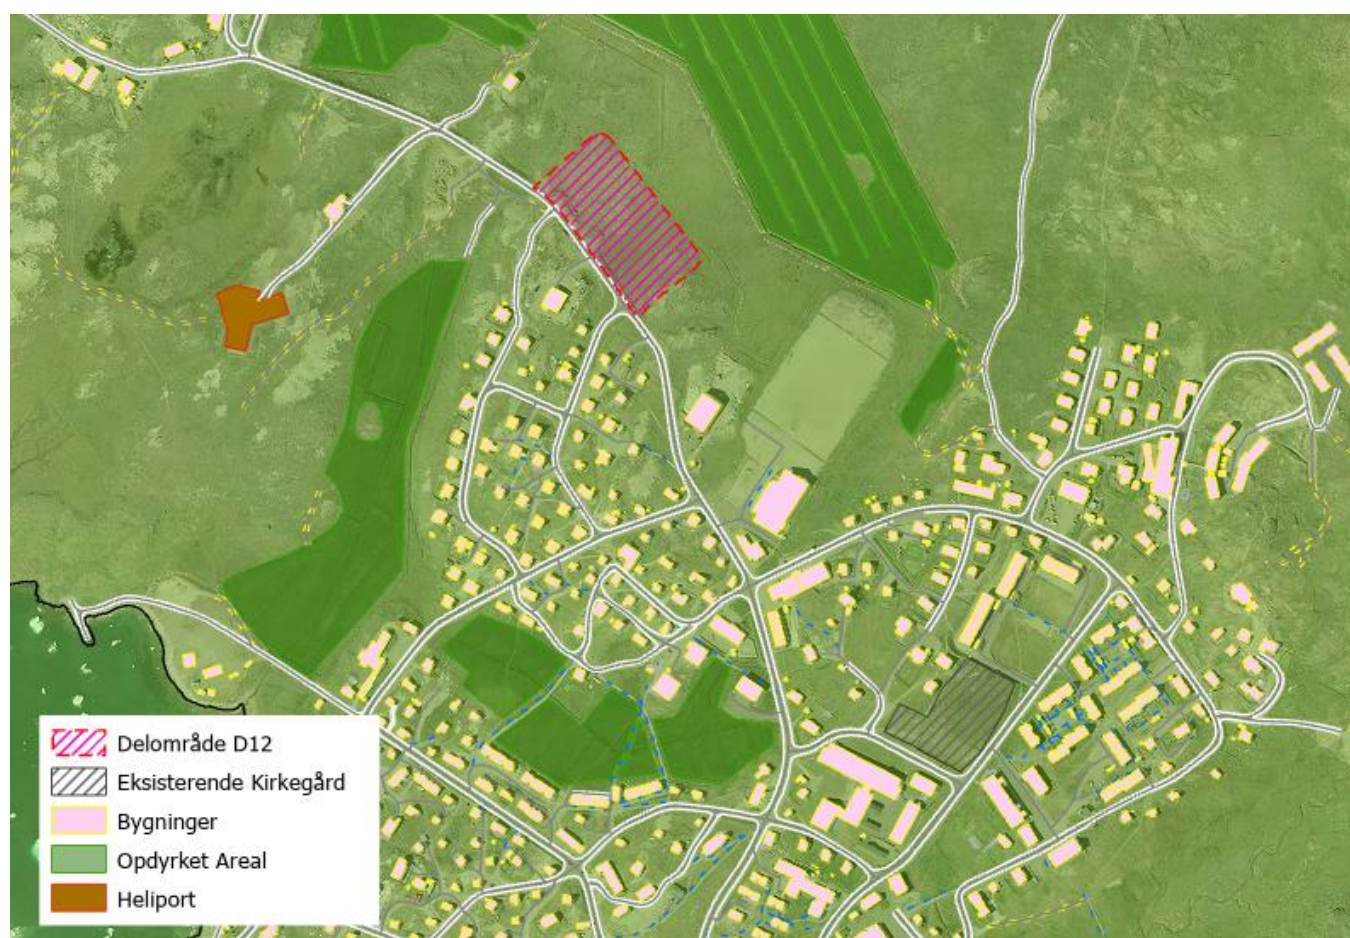 Delområde D12
Eksisterende Kirkegård
Bygninger
Opdyrket Areal
Heliport